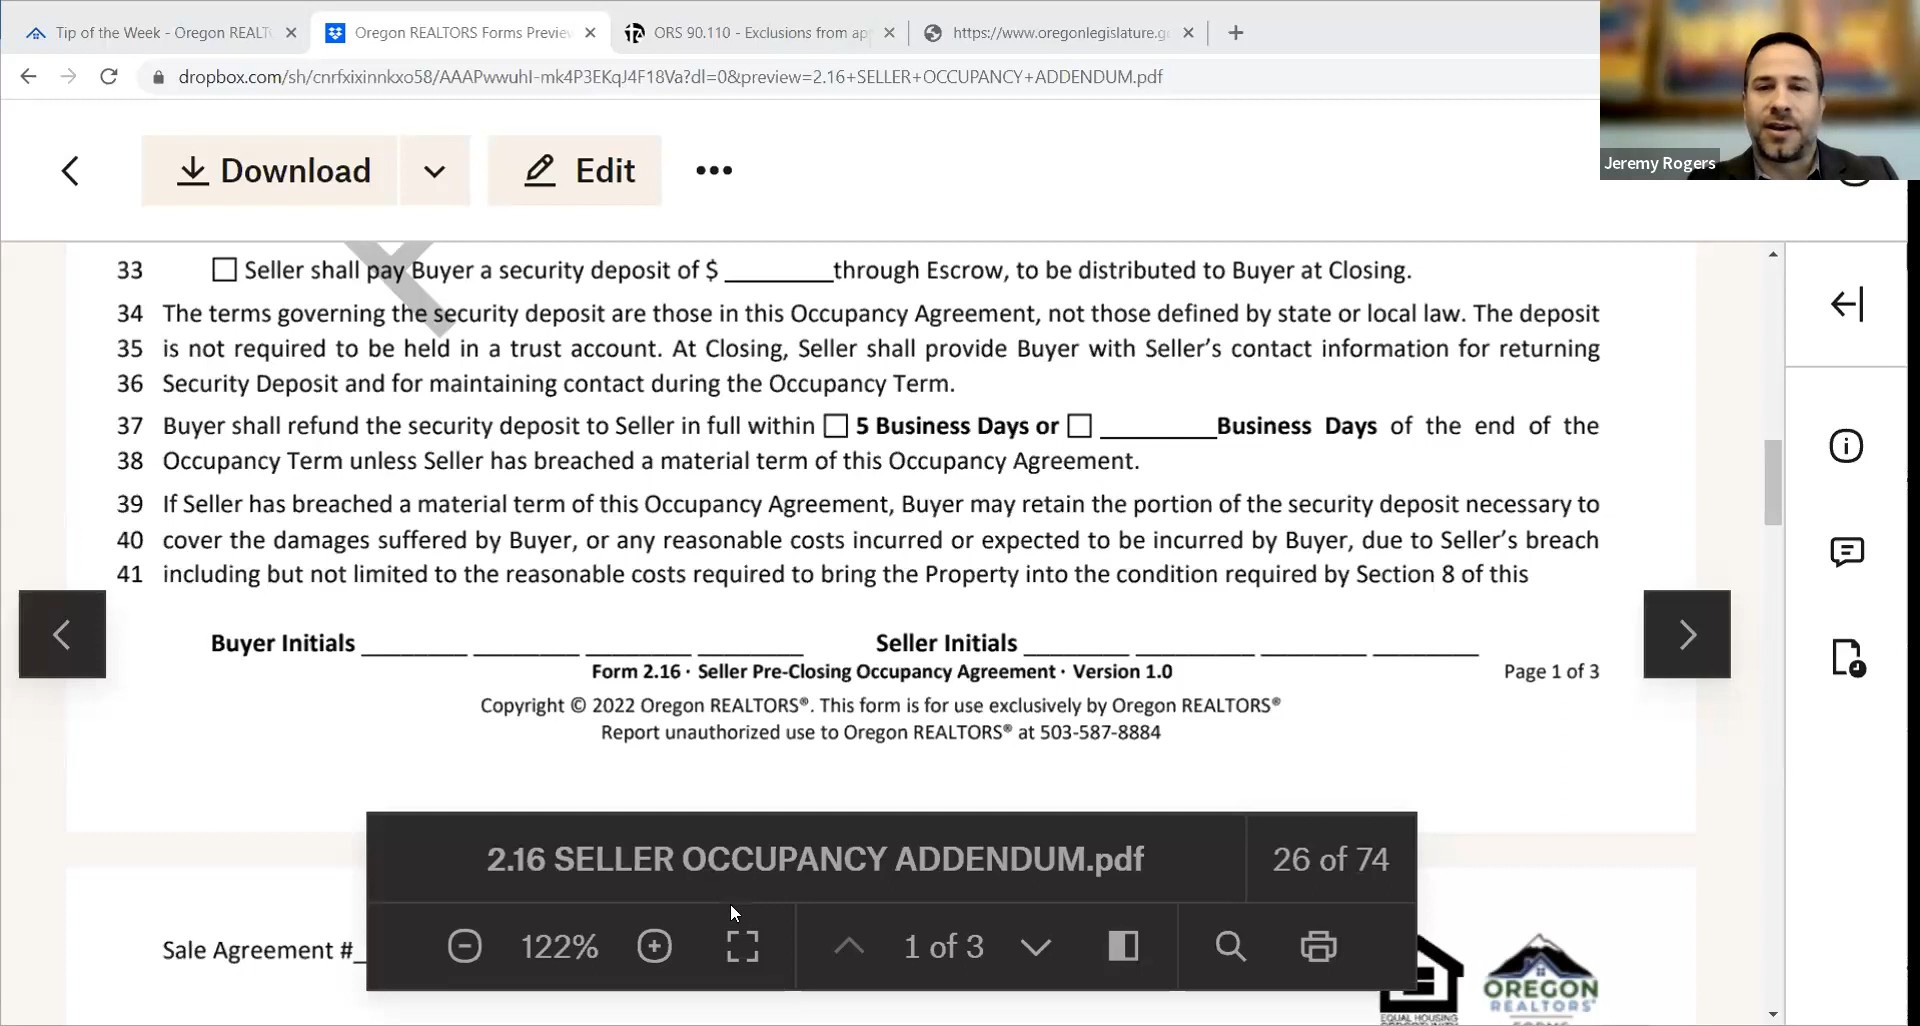 Tip of the Week - Oregon REALT
Oregon REALTORS Forms Previe
ORS 90.110 - Exclusions from ap
https://www.oregonlegislature.g
dropbox.com/sh/cnrfxixinnkxo58/AAAPwwuhI-mk4P3EKqJ4F18Va?dl=0&preview=2.16+SELLER+OCCUPANCY+ADDENDUM.pdf
Jeremy Rogers
Download
Edit
33 Seller shall pay Buyer a security deposit of $ _________through Escrow, to be distributed to Buyer at Closing.
34 The terms governing the security deposit are those in this Occupancy Agreement, not those defined by state or local law. The deposit
35 is not required to be held in a trust account. At Closing, Seller shall provide Buyer with Seller's contact information for returning
36 Security Deposit and for maintaining contact during the Occupancy Term.
37 Buyer shall refund the security deposit to Seller in full within 5 Business Days or _________Business Days of the end of the
38 Occupancy Term unless Seller has breached a material term of this Occupancy Agreement.
39 If Seller has breached a material term of this Occupancy Agreement, Buyer may retain the portion of the security deposit necessary to
40 cover the damages suffered by Buyer, or any reasonable costs incurred or expected to be incurred by Buyer, due to Seller's breach
41 including but not limited to the reasonable costs required to bring the Property into the condition required by Section 8 of this
Buyer Initials ________ ________ ________ ________ Seller Initials ________ ________ ________ ________
Form 2.16 · Seller Pre-Closing Occupancy Agreement · Version 1.0 Page 1 of 3
Copyright © 2022 Oregon REALTORS®. This form is for use exclusively by Oregon REALTORS®
Report unauthorized use to Oregon REALTORS® at 503-587-8884
2.16 SELLER OCCUPANCY ADDENDUM.pdf 26 of 74
122% 1 of 3
Sale Agreement #_
OREGON
REALTORS
EQUAL HOUSING